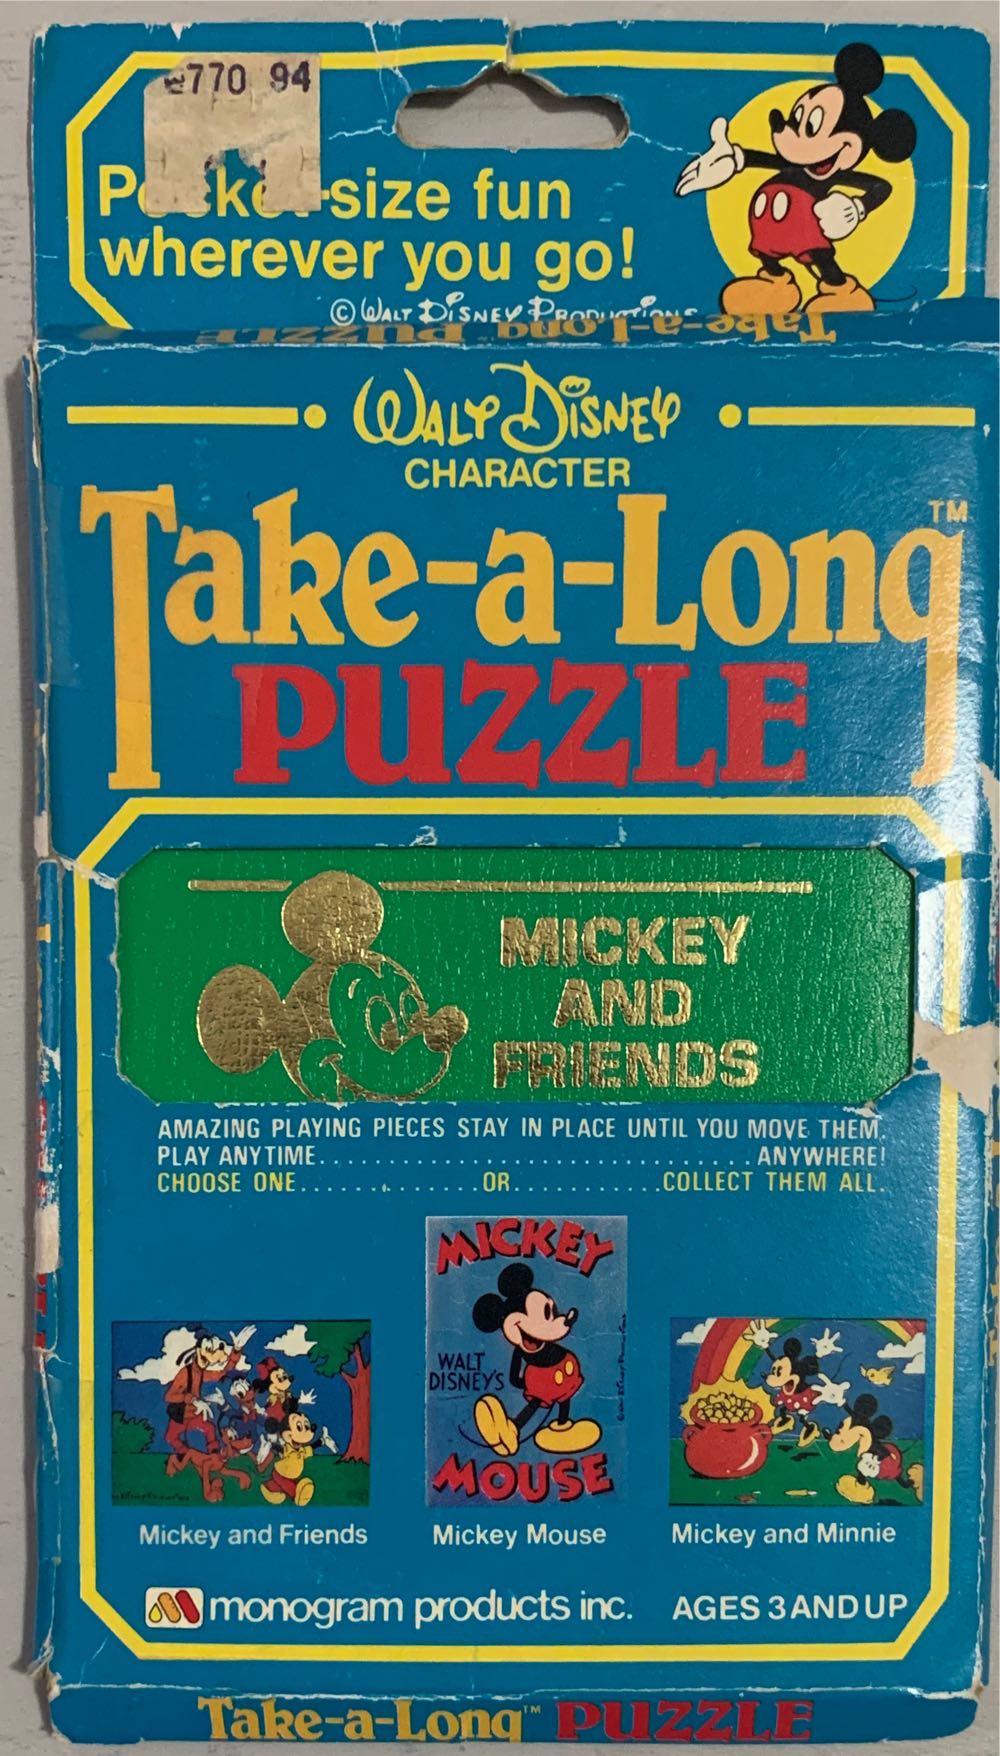 770 94
Pocket-size fun
wherever you go!
© WALT DISNEY PRODUCTIONS
Take-a-Long™ PUZZLE
WALT DISNEY
CHARACTER
Take-a-Long™
PUZZLE
MICKEY
AND
FRIENDS
AMAZING PLAYING PIECES STAY IN PLACE UNTIL YOU MOVE THEM.
PLAY ANYTIME................................ANYWHERE!
CHOOSE ONE..............OR............COLLECT THEM ALL.
MICKEY
WALT
DISNEY'S
MOUSE
Mickey and Friends
Mickey Mouse
Mickey and Minnie
monogram products inc.
AGES 3 AND UP
Take-a-Long™ PUZZLE